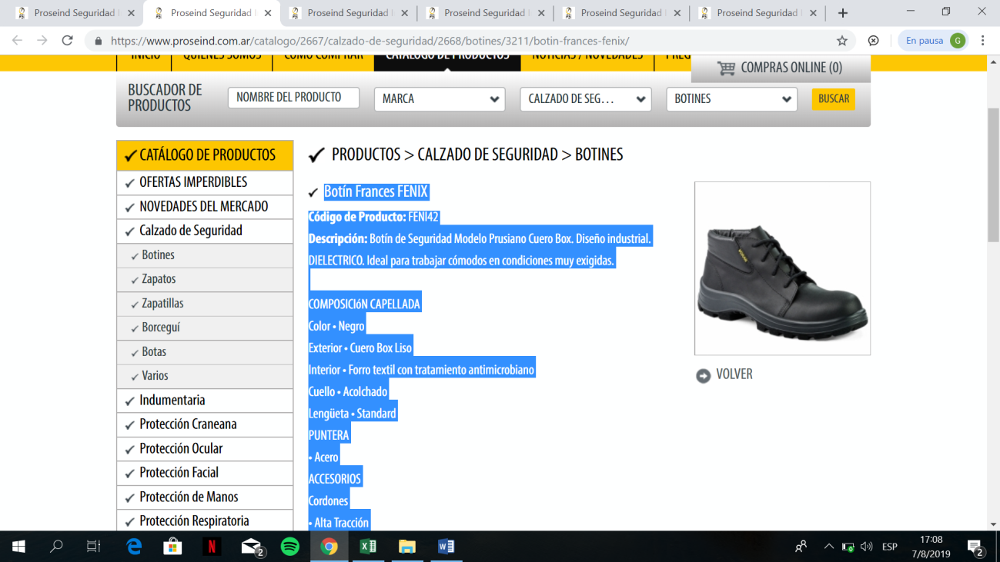 Proseind Seguridad
Proseind Seguridad
Proseind Seguridad
Proseind Seguridad
Proseind Seguridad
Proseind Seguridad
https://www.proseind.com.ar/catalogo/2667/calzado-de-seguridad/2668/botines/3211/botin-frances-fenix/
En pausa G
INICIO QUIENES SOMOS COMO COMPRAR CATALOGO DE PRODUCTOS NOTICIAS / NOVEDADES PREG
COMPRAS ONLINE (0)
BUSCADOR DE
PRODUCTOS
NOMBRE DEL PRODUCTO
MARCA
CALZADO DE SEG...
BOTINES
BUSCAR
CATÁLOGO DE PRODUCTOS
OFERTAS IMPERDIBLES
NOVEDADES DEL MERCADO
Calzado de Seguridad
Botines
Zapatos
Zapatillas
Borceguí
Botas
Varios
Indumentaria
Protección Craneana
Protección Ocular
Protección Facial
Protección de Manos
Protección Respiratoria
PRODUCTOS > CALZADO DE SEGURIDAD > BOTINES
Botín Frances FENIX
Código de Producto: FENI42
Descripción: Botín de Seguridad Modelo Prusiano Cuero Box. Diseño industrial.
DIELECTRICO. Ideal para trabajar cómodos en condiciones muy exigidas.
COMPOSICIóN CAPELLADA
Color • Negro
Exterior • Cuero Box Liso
Interior • Forro textil con tratamiento antimicrobiano
Cuello • Acolchado
Lengüeta • Standard
PUNTERA
• Acero
ACCESORIOS
Cordones
• Alta Tracción
VOLVER
2
ESP
17:08
7/8/2019
2